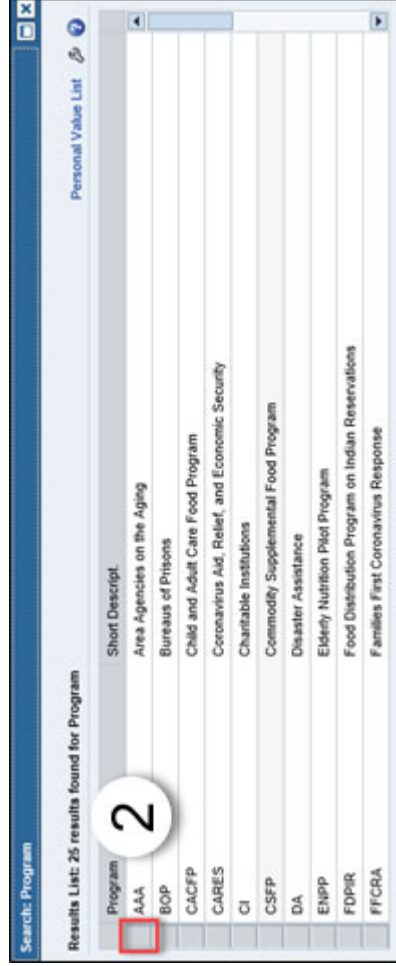 Search: Program
Results List: 25 results found for Program Personal Value List
Program Short Descript.
2
AAA Area Agencies on the Aging
BOP Bureaus of Prisons
CACFP Child and Adult Care Food Program
CARES Coronavirus Aid, Relief, and Economic Security
CI Charitable Institutions
CSFP Commodity Supplemental Food Program
DA Disaster Assistance
ENPP Elderly Nutrition Pilot Program
FDPIR Food Distribution Program on Indian Reservations
FFCRA Families First Coronavirus Response